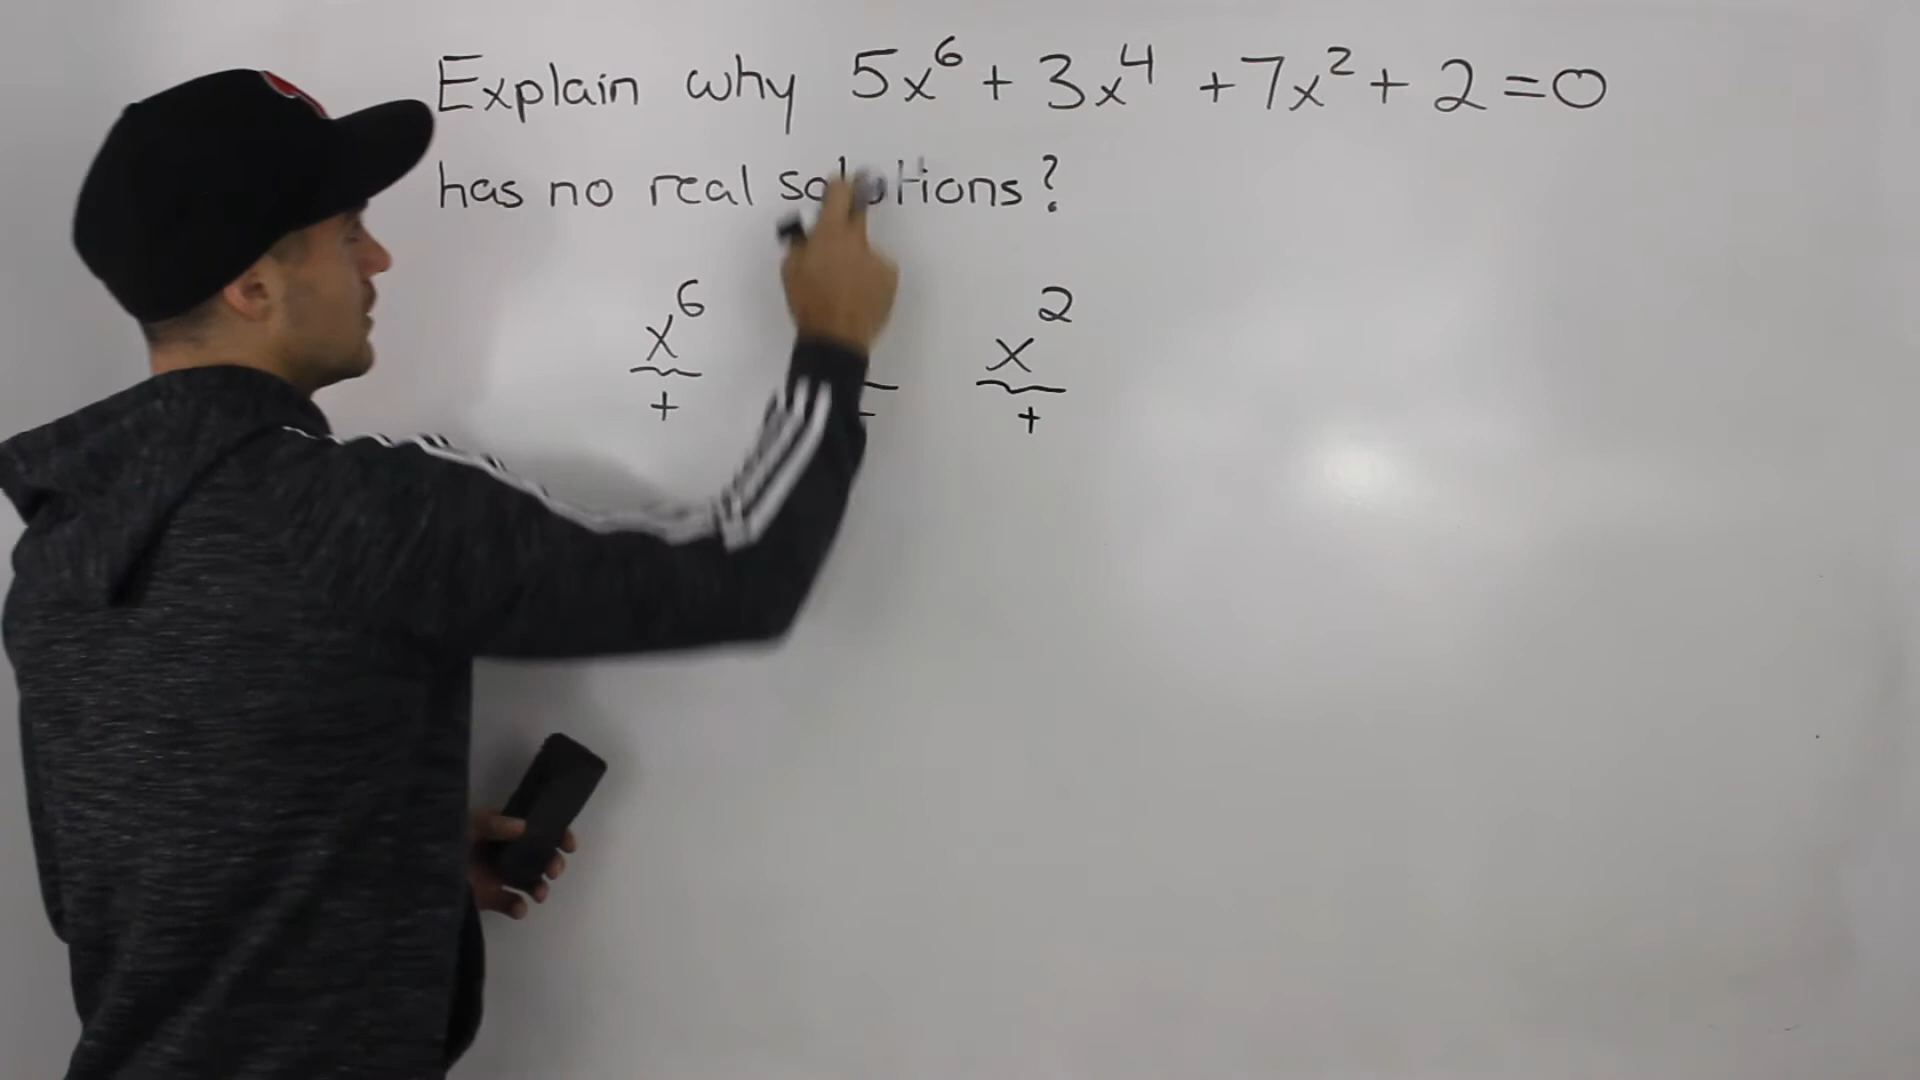 Explain why 5x⁶ + 3x⁴ + 7x² + 2 = 0
has no real solutions?
x⁶ x²
+ +